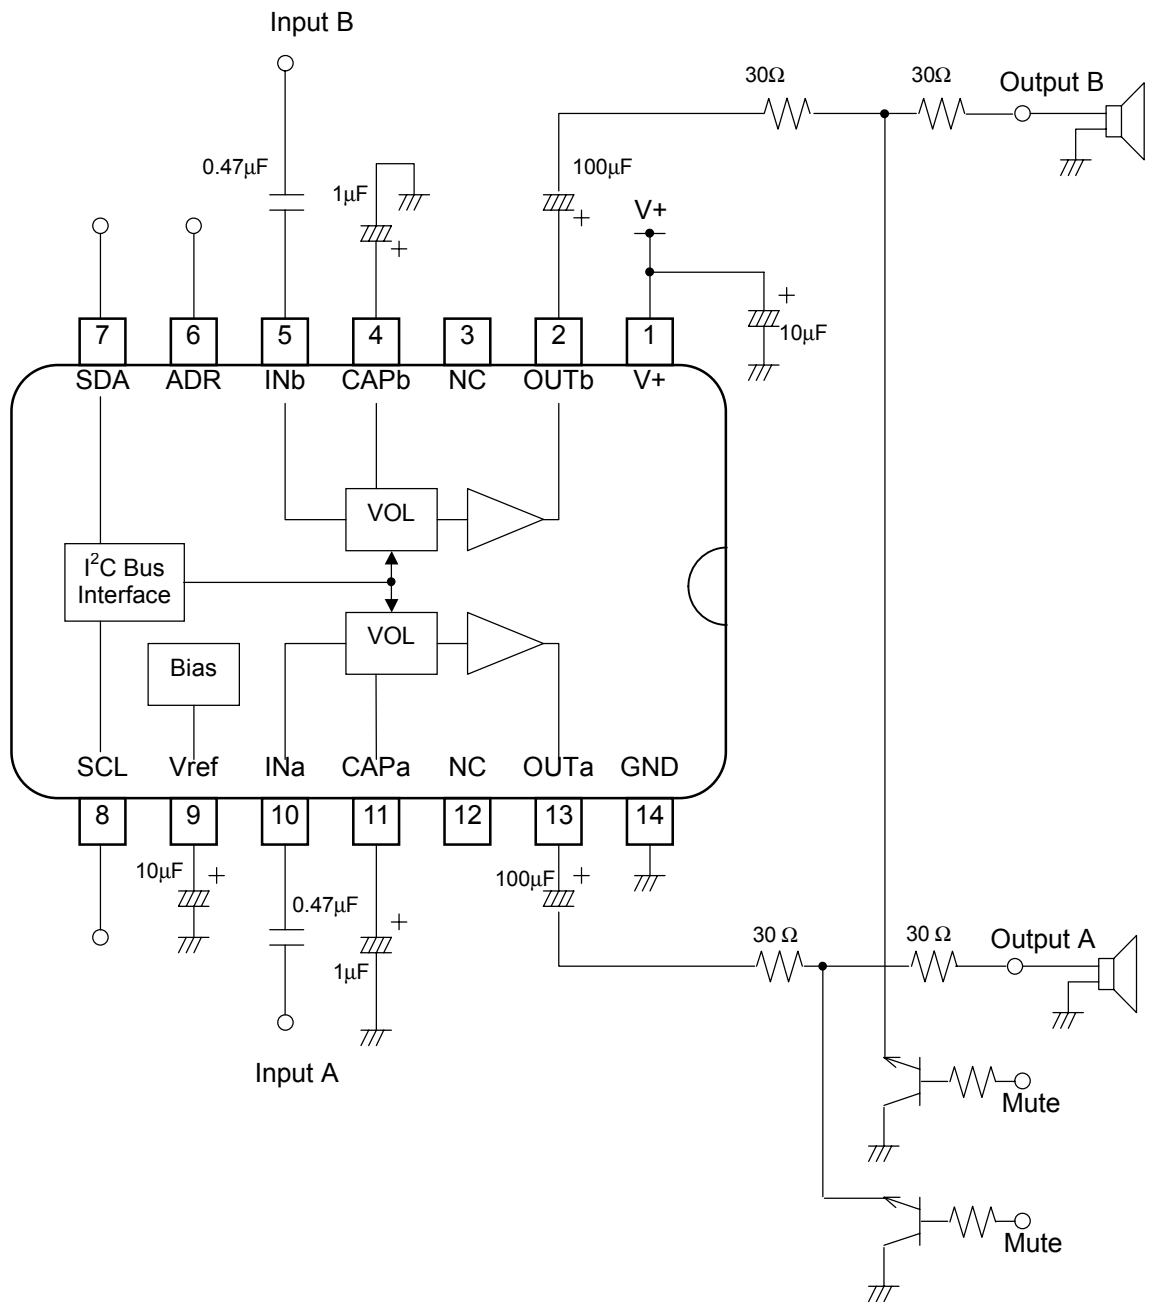 Input B
30Ω
30Ω
Output B
0.47μF
1μF
+
100μF
+
V+
+
10μF
7
6
5
4
3
2
1
SDA
ADR
INb
CAPb
NC
OUTb
V+
VOL
I²C Bus
Interface
VOL
Bias
SCL
Vref
INa
CAPa
NC
OUTa
GND
8
9
10
11
12
13
14
10μF
+
0.47μF
+
1μF
100μF
+
30 Ω
30 Ω
Output A
Input A
Mute
Mute